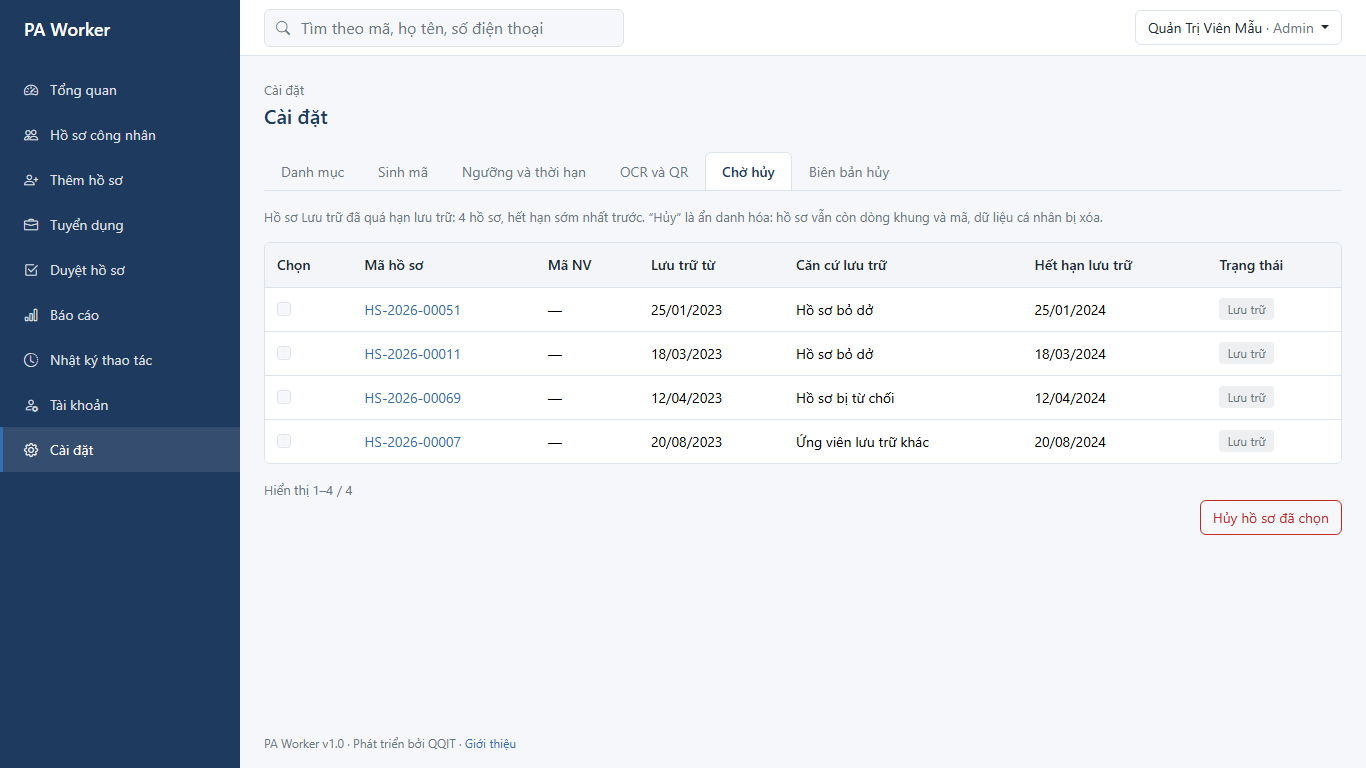 PA Worker
Tìm theo mã, họ tên, số điện thoại
Quản Trị Viên Mẫu · Admin
Tổng quan
Hồ sơ công nhân
Thêm hồ sơ
Tuyển dụng
Duyệt hồ sơ
Báo cáo
Nhật ký thao tác
Tài khoản
Cài đặt
Cài đặt
Cài đặt
Danh mục Sinh mã Ngưỡng và thời hạn OCR và QR Chờ hủy Biên bản hủy
Hồ sơ Lưu trữ đã quá hạn lưu trữ: 4 hồ sơ, hết hạn sớm nhất trước. “Hủy” là ẩn danh hóa: hồ sơ vẫn còn dòng khung và mã, dữ liệu cá nhân bị xóa.
Chọn Mã hồ sơ Mã NV Lưu trữ từ Căn cứ lưu trữ Hết hạn lưu trữ Trạng thái
HS-2026-00051 — 25/01/2023 Hồ sơ bỏ dở 25/01/2024 Lưu trữ
HS-2026-00011 — 18/03/2023 Hồ sơ bỏ dở 18/03/2024 Lưu trữ
HS-2026-00069 — 12/04/2023 Hồ sơ bị từ chối 12/04/2024 Lưu trữ
HS-2026-00007 — 20/08/2023 Ứng viên lưu trữ khác 20/08/2024 Lưu trữ
Hiển thị 1–4 / 4
Hủy hồ sơ đã chọn
PA Worker v1.0 · Phát triển bởi QQIT · Giới thiệu